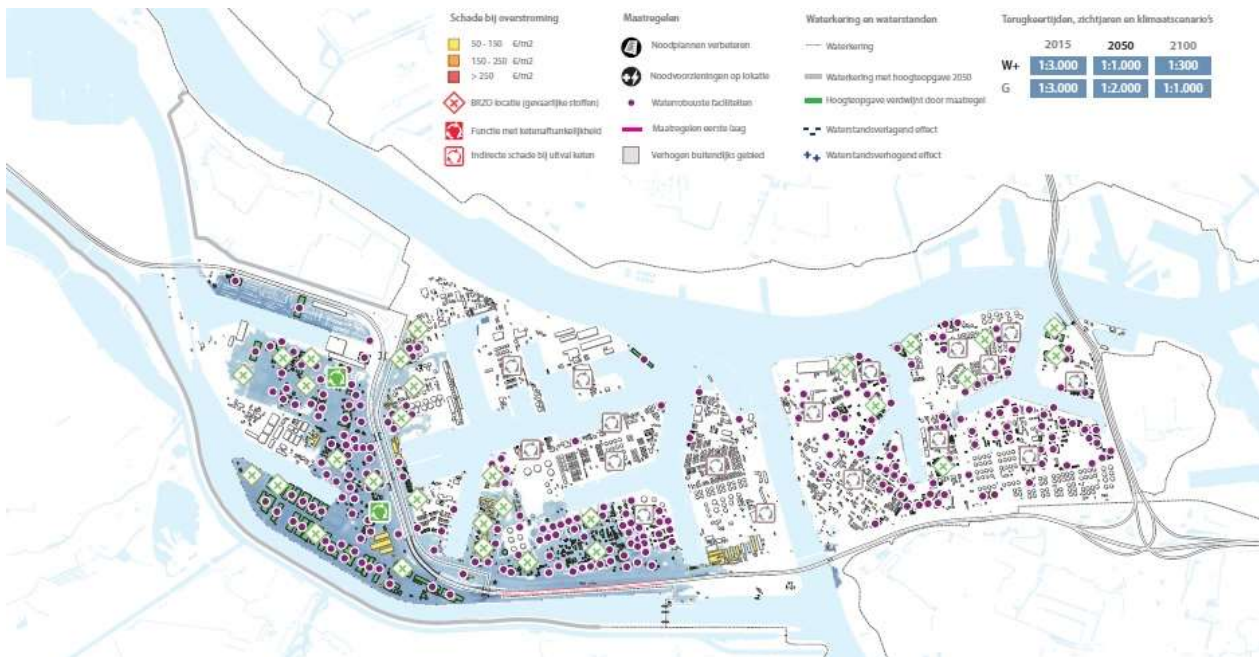 Schade bij overstroming
50 - 150 €/m2
150 - 250 €/m2
> 250 €/m2
BRZO locatie (gevaarlijke stoffen)
Functie met ketenafhankelijkheid
Indirecte schade bij uitval keten
Maatregelen
Noodplannen verbeteren
Noodvoorzieningen op lokatie
Waterrobuuste faciliteiten
Maatregelen eerste laag
Verhogen buitendijks gebied
Waterkering en waterstanden
Waterkering
Waterkering met hoogteopgave 2050
Hoogteopgave verdwijnt door maatregel
Waterstandsverlagend effect
Waterstandsverhogend effect
Terugkeertijden, zichtjaren en klimaatscenario's
2015 2050 2100
W+ 1:3.000 1:1.000 1:300
G 1:3.000 1:2.000 1:1.000